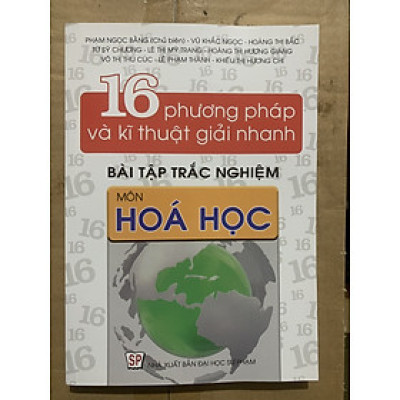 PHẠM NGỌC BẰNG (Chủ biên) - VŨ KHẮC NGỌC - HOÀNG THỊ BẮC
TỪ SỸ CHƯƠNG - LÊ THỊ MỸ TRANG - HOÀNG THỊ HƯƠNG GIANG
VÕ THỊ THU CÚC - LÊ PHẠM THÀNH - KHIẾU THỊ HƯƠNG CHI
16 phương pháp
và kĩ thuật giải nhanh
BÀI TẬP TRẮC NGHIỆM
MÔN
HOÁ HỌC
SP
NHÀ XUẤT BẢN ĐẠI HỌC SƯ PHẠM